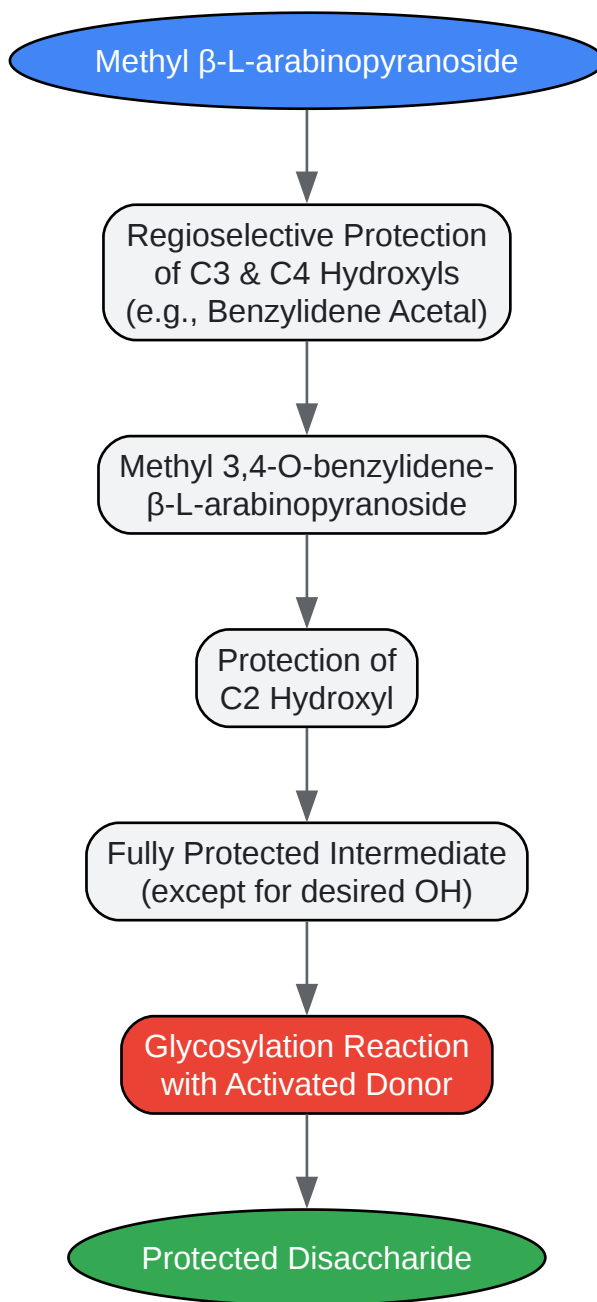 Methyl β-L-arabinopyranoside
Regioselective Protection
of C3 & C4 Hydroxyls
(e.g., Benzylidene Acetal)
Methyl 3,4-O-benzylidene-
β-L-arabinopyranoside
Protection of
C2 Hydroxyl
Fully Protected Intermediate
(except for desired OH)
Glycosylation Reaction
with Activated Donor
Protected Disaccharide